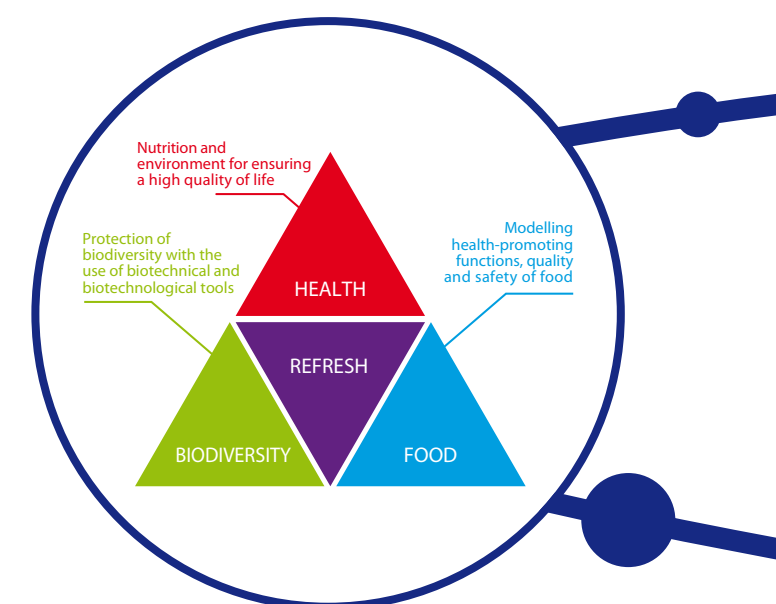 Nutrition and
environment for ensuring
a high quality of life
Protection of
biodiversity with the
use of biotechnical and
biotechnological tools
Modelling
health-promoting
functions, quality
and safety of food
HEALTH
REFRESH
BIODIVERSITY
FOOD